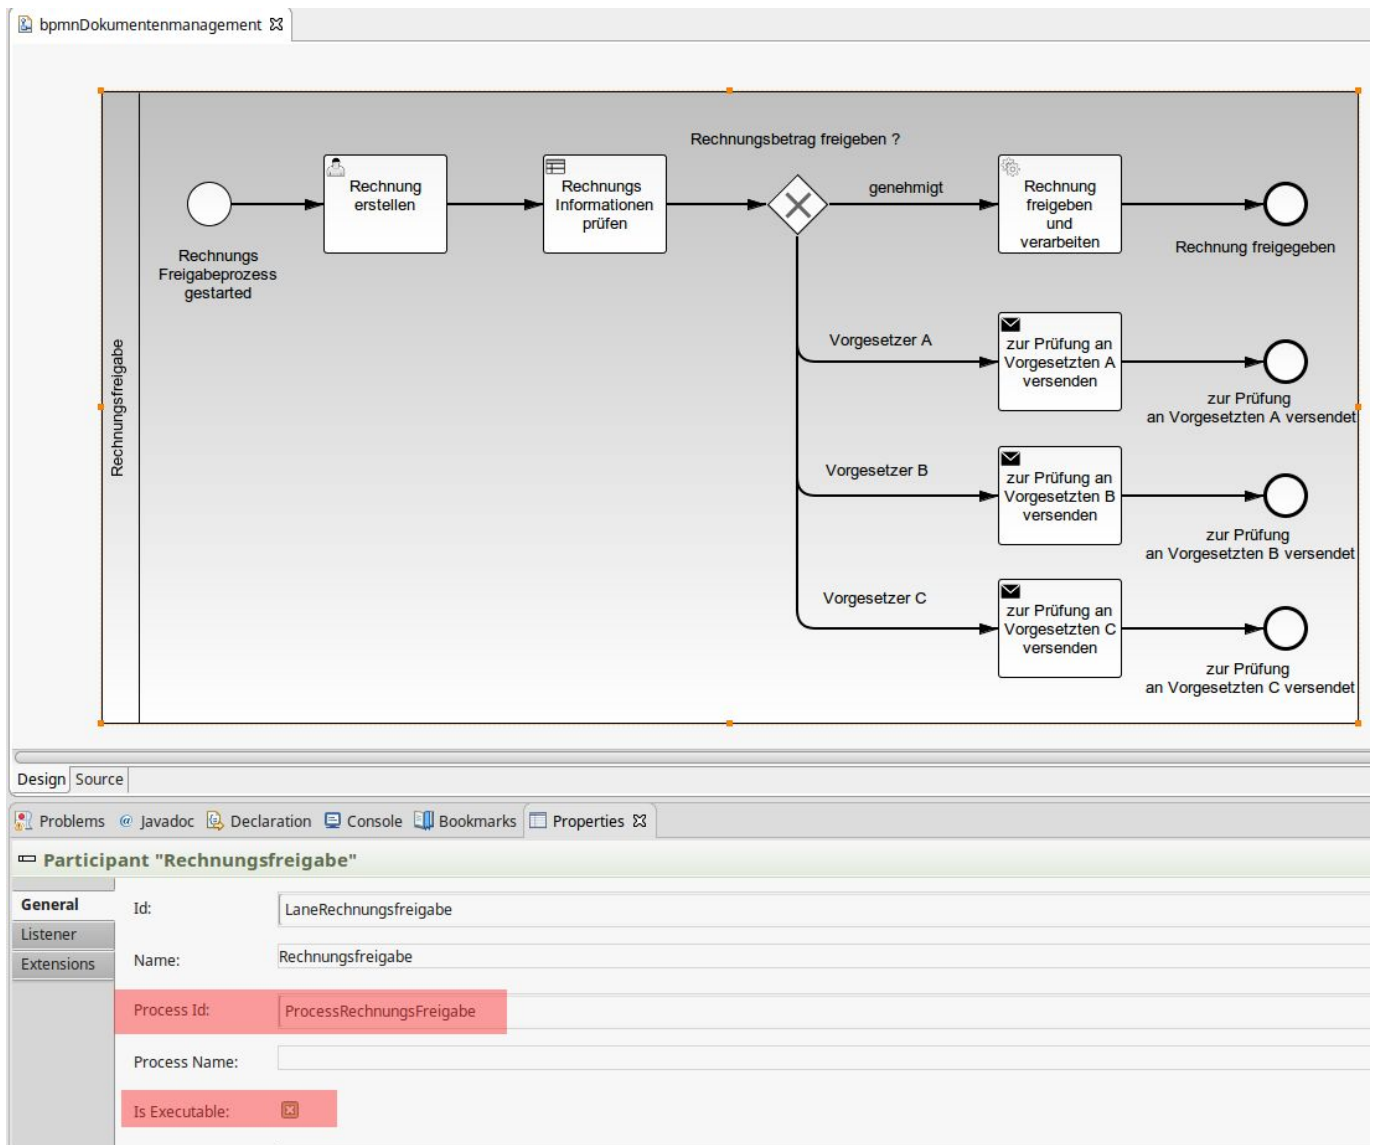 bpmnDokumentenmanagement
Rechnungsfreigabe
Rechnungsbetrag freigeben ?
Rechnungs
Freigabeprozess
gestarted
Rechnung
erstellen
Rechnungs
Informationen
prüfen
genehmigt
Rechnung
freigeben
und
verarbeiten
Rechnung freigegeben
Vorgesetzer A
zur Prüfung an
Vorgesetzten A
versenden
zur Prüfung
an Vorgesetzten A versendet
Vorgesetzer B
zur Prüfung an
Vorgesetzten B
versenden
zur Prüfung
an Vorgesetzten B versendet
Vorgesetzer C
zur Prüfung an
Vorgesetzten C
versenden
zur Prüfung
an Vorgesetzten C versendet
Design Source
Problems @ Javadoc Declaration Console Bookmarks Properties
Participant "Rechnungsfreigabe"
General
Listener
Extensions
Id: LaneRechnungsfreigabe
Name: Rechnungsfreigabe
Process Id: ProcessRechnungsFreigabe
Process Name:
Is Executable: